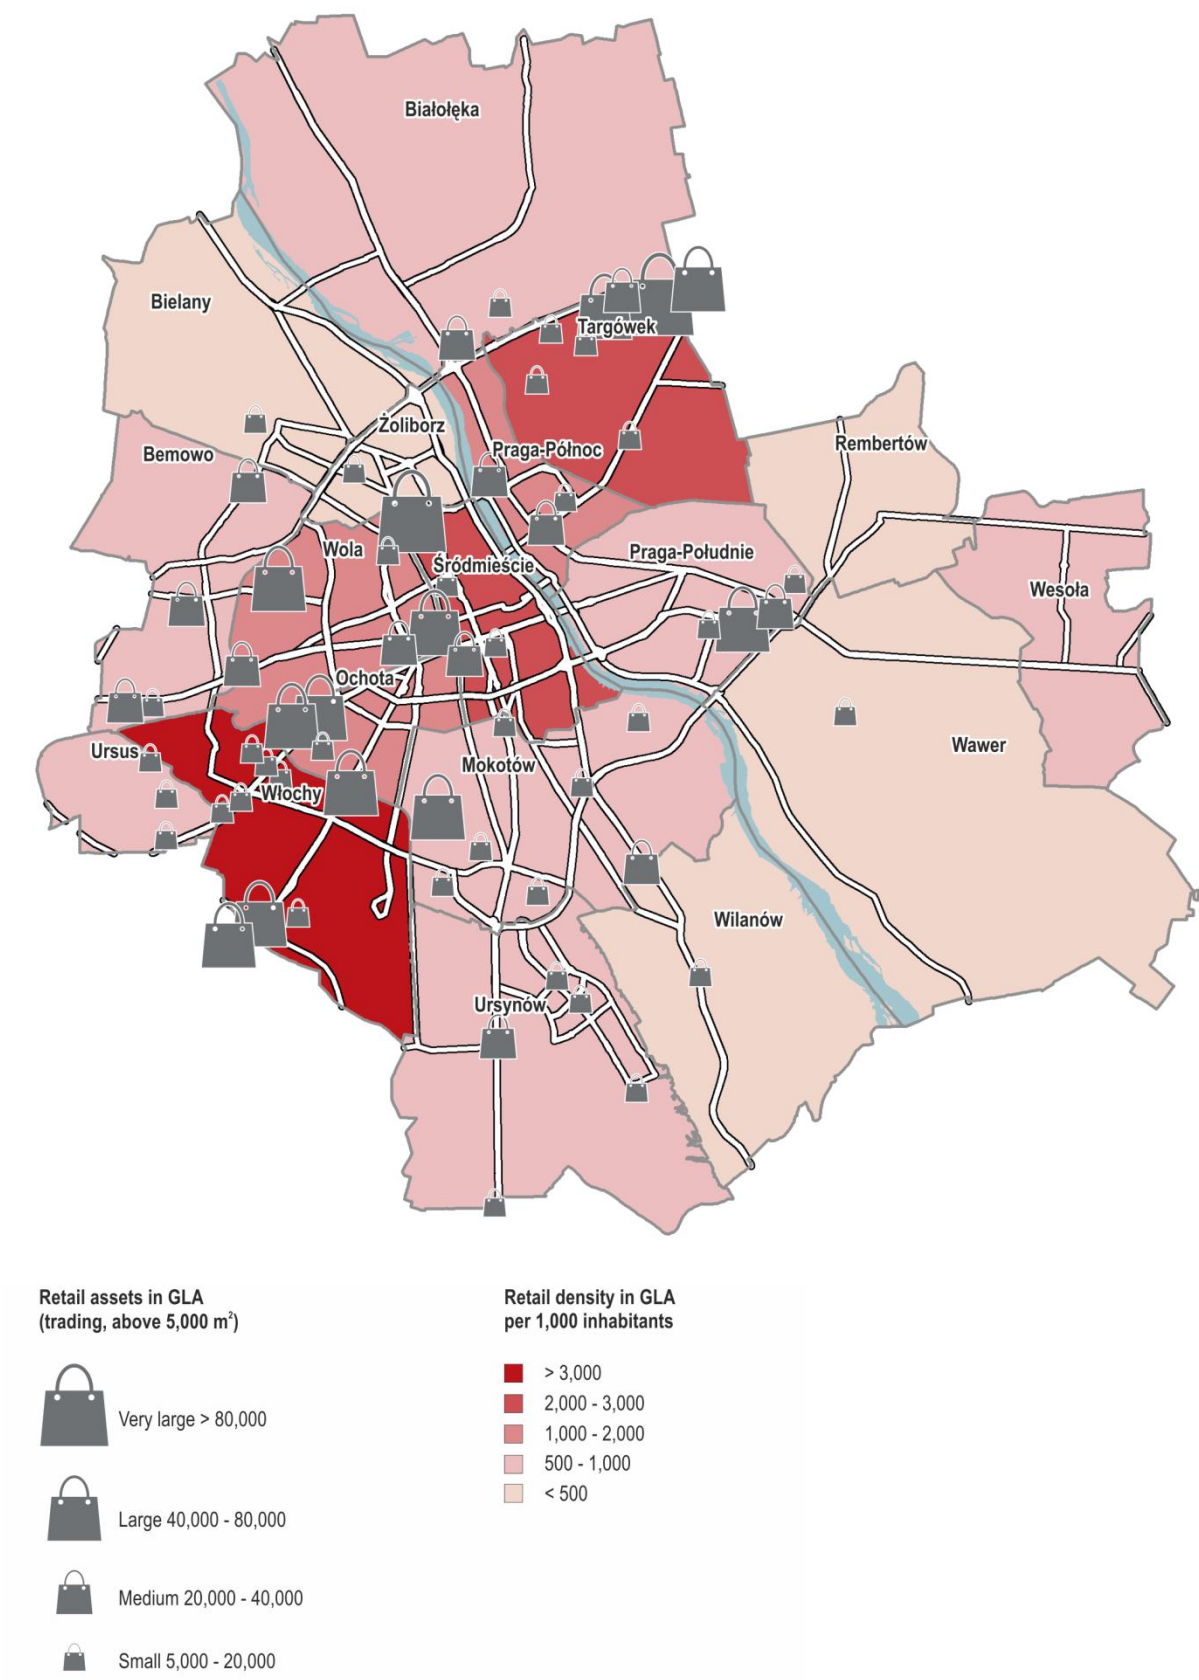 Białołęka
Bielany
Targówek
Żoliborz
Bemowo
Praga-Północ
Rembertów
Wola
Praga-Południe
Śródmieście
Wesoła
Ochota
Ursus
Wawer
Mokotów
Włochy
Wilanów
Ursynów
Retail assets in GLA
(trading, above 5,000 m²)
Very large > 80,000
Large 40,000 - 80,000
Medium 20,000 - 40,000
Small 5,000 - 20,000
Retail density in GLA
per 1,000 inhabitants
> 3,000
2,000 - 3,000
1,000 - 2,000
500 - 1,000
< 500